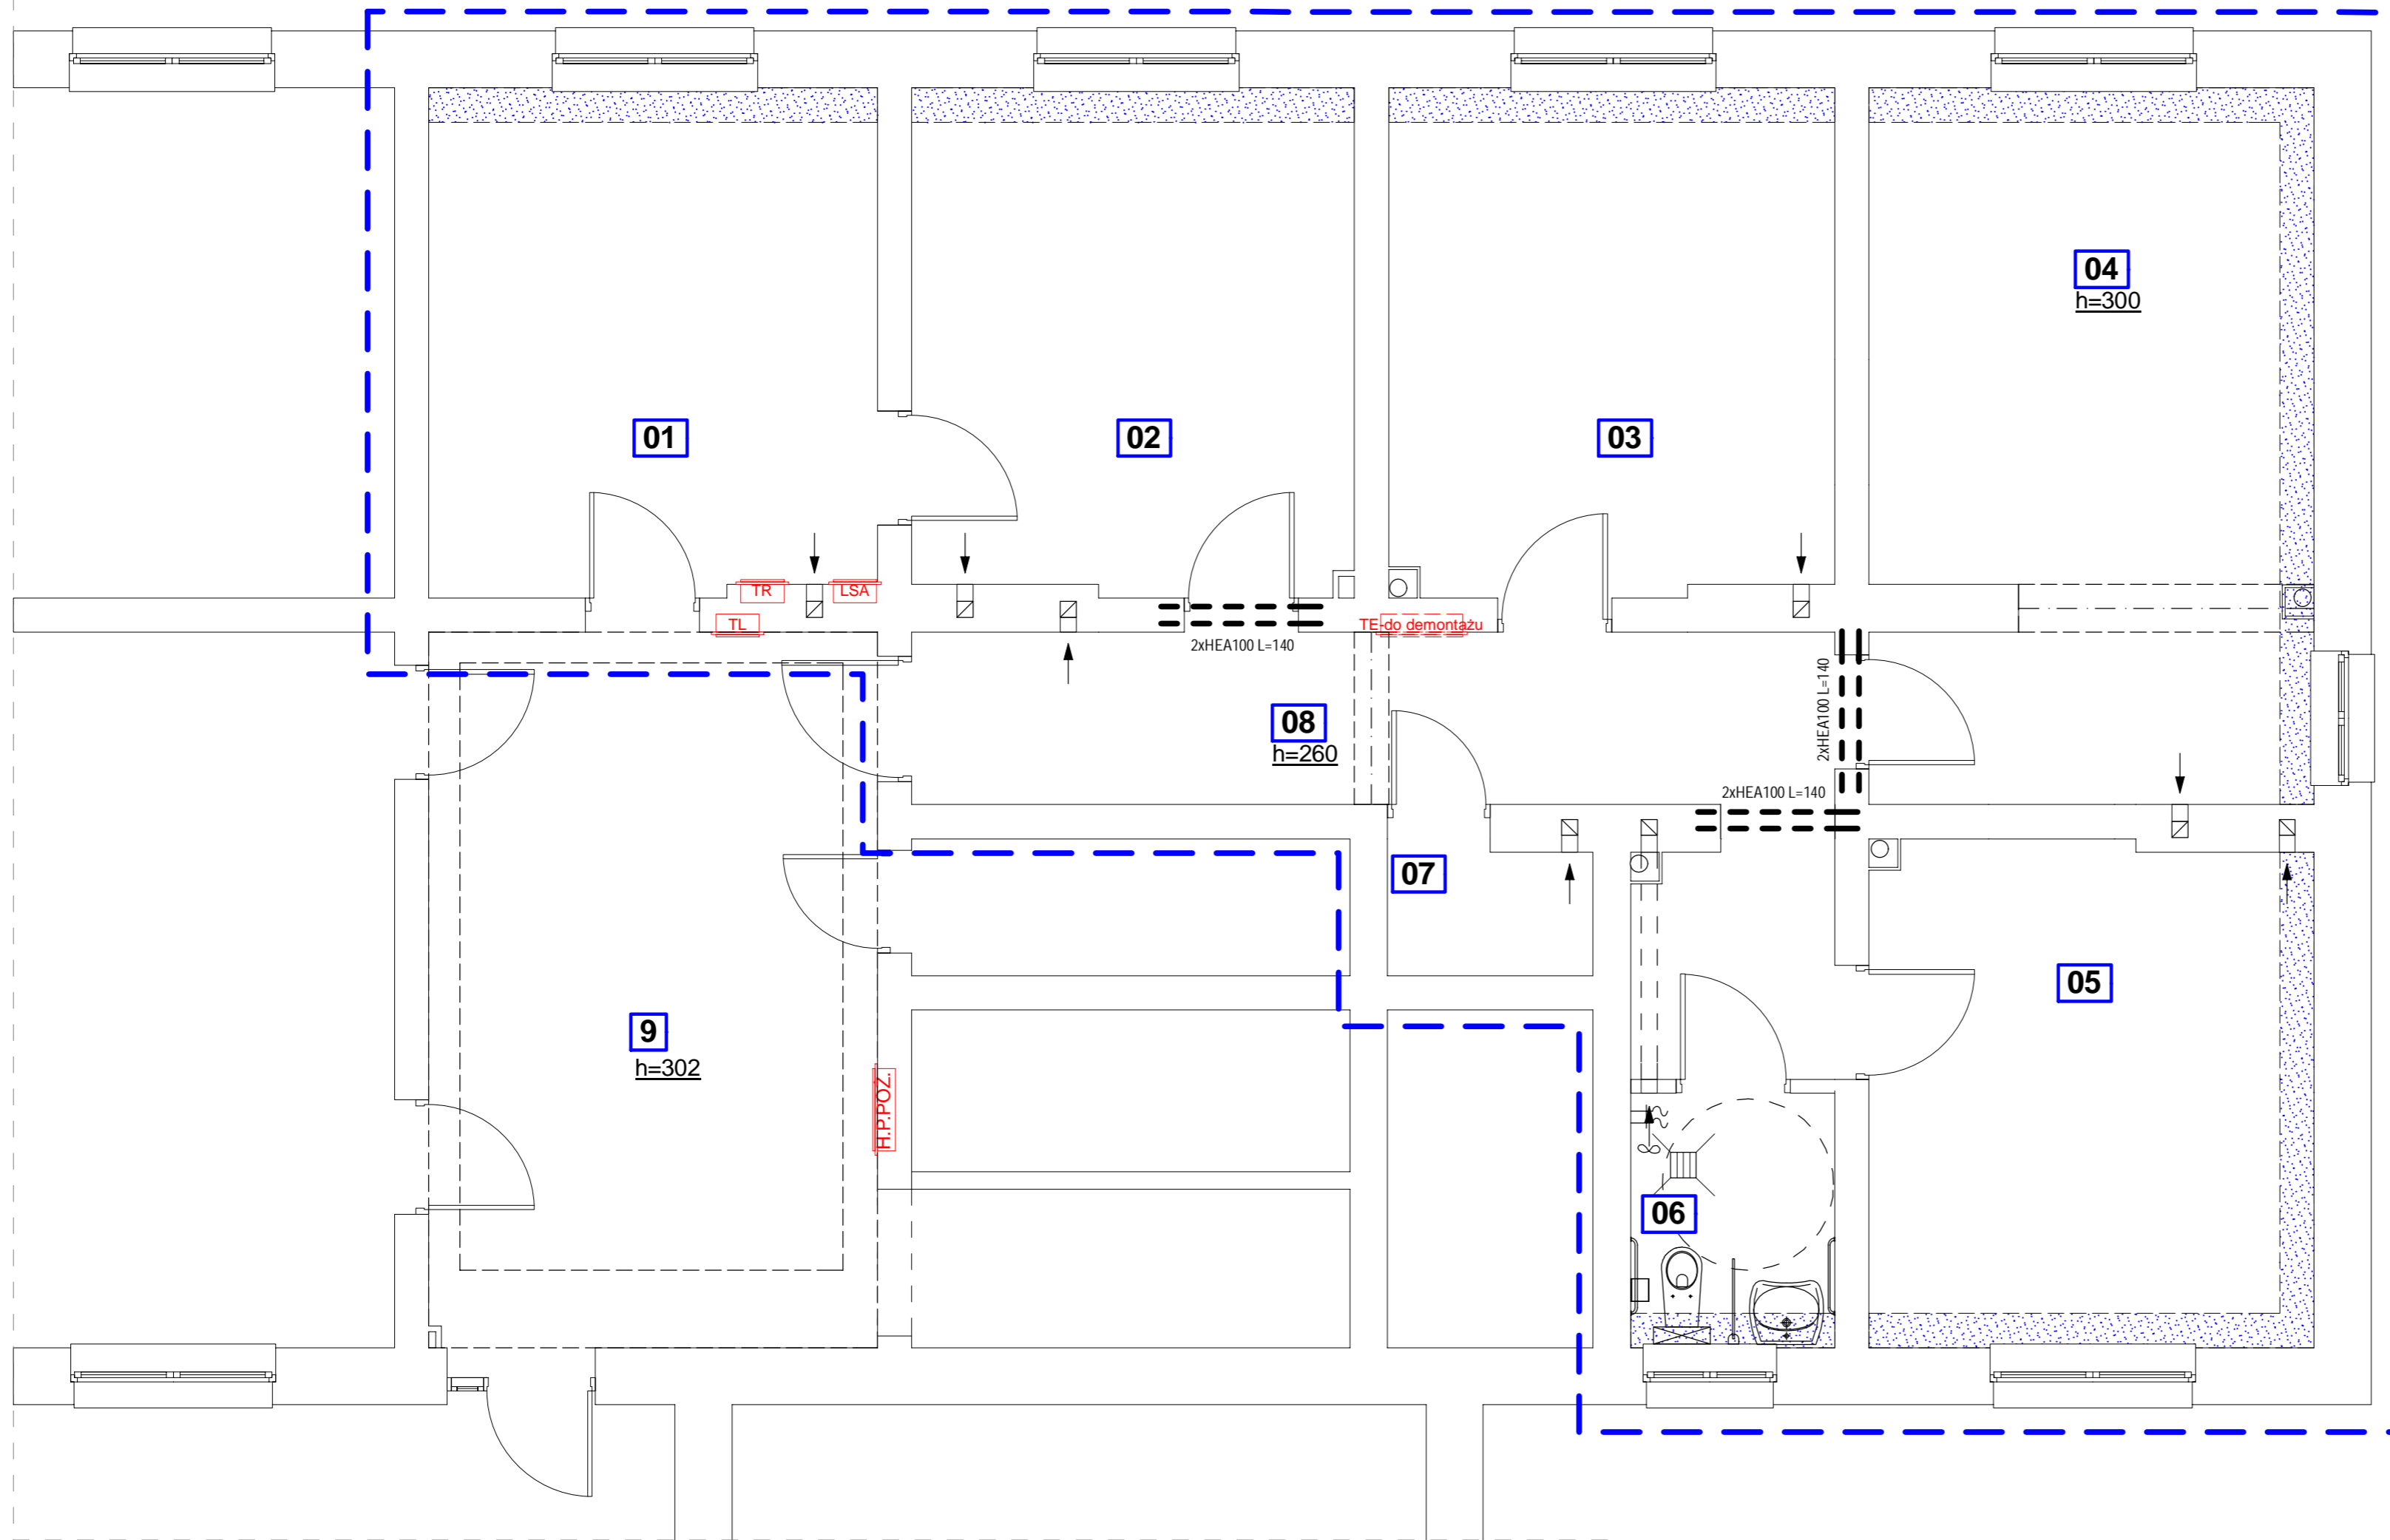 04
h=300
01
02
03
TR
LSA
TL
TE-do demontażu
2xHEA100 L=140
2xHEA100 L=140
08
h=260
2xHEA100 L=140
07
05
9
h=302
H.P.POŻ.
06